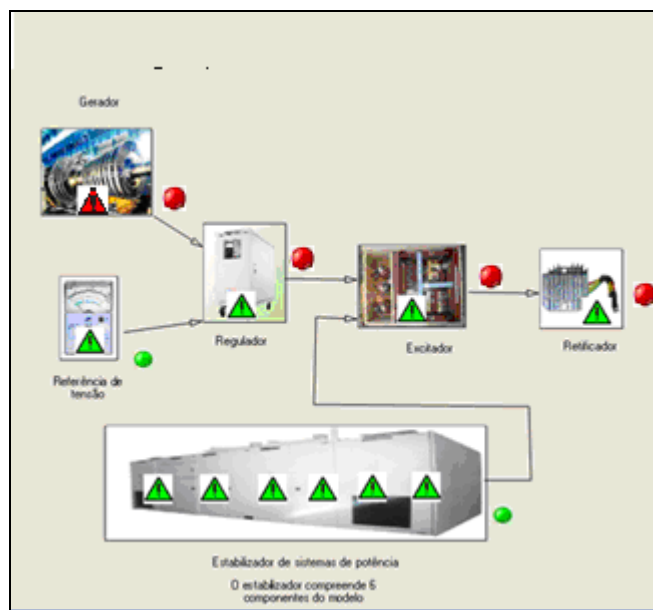 Gerador
Regulador
Excitador
Retificador
Referência de
tensão
Estabilizador de sistemas de potência
O estabilizador compreende 6
componentes do modelo